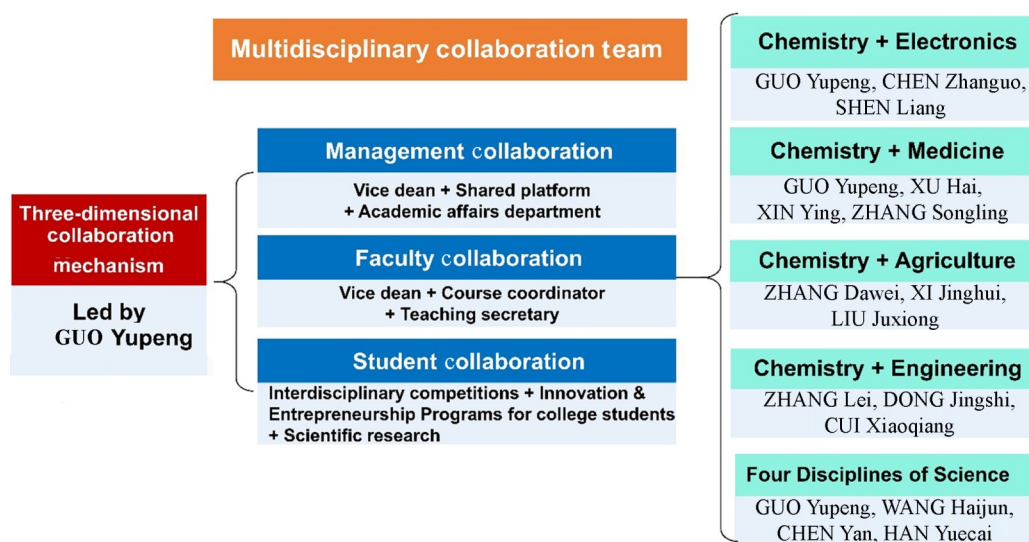 Multidisciplinary collaboration team
Three-dimensional
collaboration
mechanism
Led by
GUO Yupeng
Management collaboration
Vice dean + Shared platform
+ Academic affairs department
Faculty collaboration
Vice dean + Course coordinator
+ Teaching secretary
Student collaboration
Interdisciplinary competitions + Innovation &
Entrepreneurship Programs for college students
+ Scientific research
Chemistry + Electronics
GUO Yupeng, CHEN Zhanguo,
SHEN Liang
Chemistry + Medicine
GUO Yupeng, XU Hai,
XIN Ying, ZHANG Songling
Chemistry + Agriculture
ZHANG Dawei, XI Jinghui,
LIU Juxiong
Chemistry + Engineering
ZHANG Lei, DONG Jingshi,
CUI Xiaoqiang
Four Disciplines of Science
GUO Yupeng, WANG Haijun,
CHEN Yan, HAN Yuecai